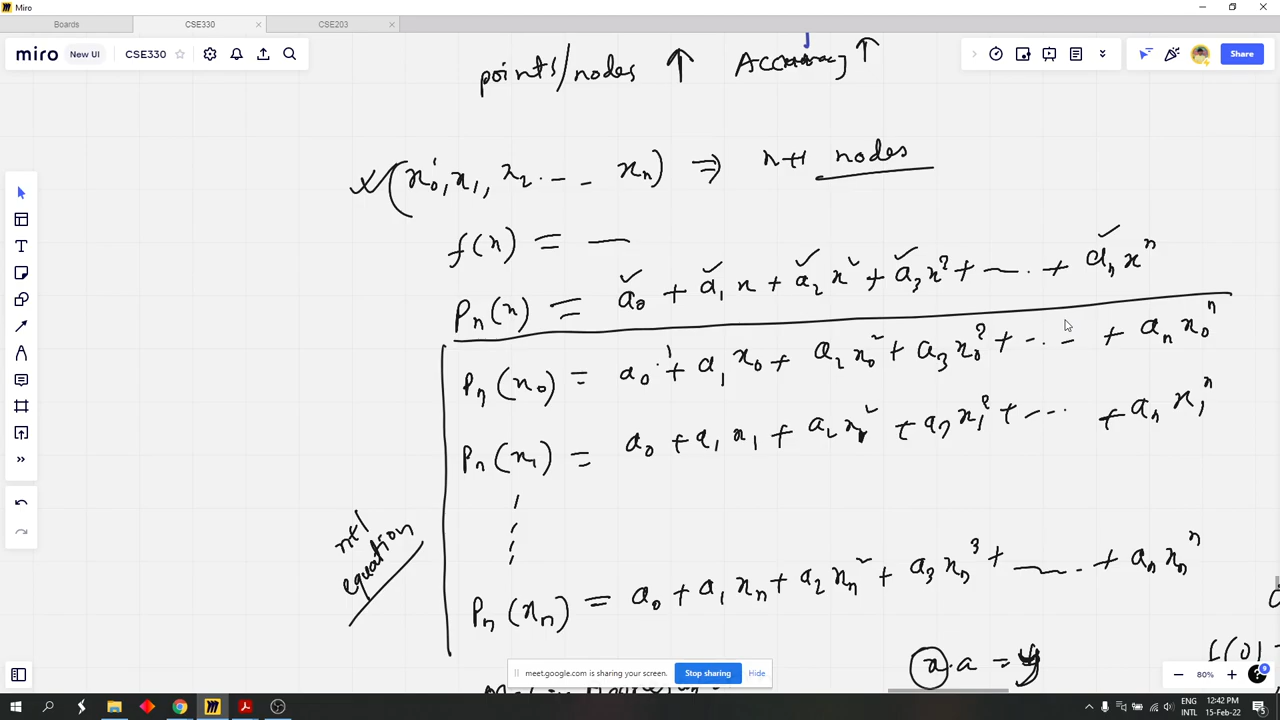 Miro
Boards
CSE330
CSE203
miro
New UI
CSE330
Share
points/nodes ↑ Accuracy ↑
(x₀, x₁, x₂ ... xₙ) ⇒ n+1 nodes
f(x) = —
Pₙ(x) = a₀ + a₁x + a₂x² + a₃x³ + ... + aₙxⁿ
Pₙ(x₀) = a₀ + a₁x₀ + a₂x₀² + a₃x₀³ + ... + aₙx₀ⁿ
Pₙ(x₁) = a₀ + a₁x₁ + a₂x₁² + a₃x₁³ + ... + aₙx₁ⁿ
n+1
equation
Pₙ(xₙ) = a₀ + a₁xₙ + a₂xₙ² + a₃xₙ³ + ... + aₙxₙⁿ
x·a = y
f(0)
meet.google.com is sharing your screen.
Stop sharing
Hide
80%
9
ENG
INTL
12:42 PM
15-Feb-22